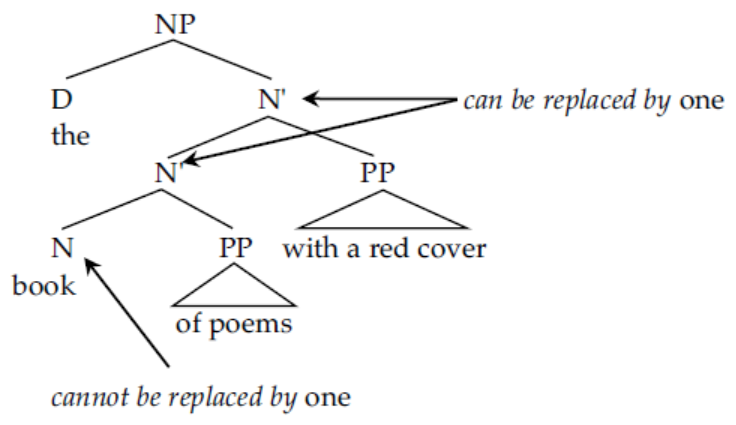 NP
D N' can be replaced by one
the
N' PP
N PP with a red cover
book
of poems
cannot be replaced by one